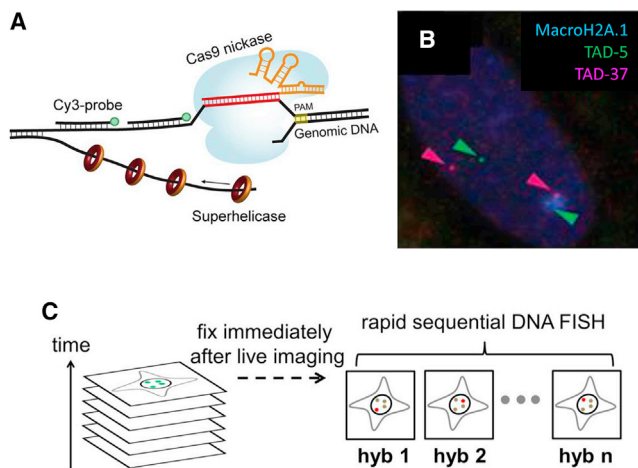 A
Cas9 nickase
Cy3-probe
PAM
Genomic DNA
Superhelicase
B
MacroH2A.1
TAD-5
TAD-37
C
time
fix immediately
after live imaging
rapid sequential DNA FISH
hyb 1 hyb 2 hyb n